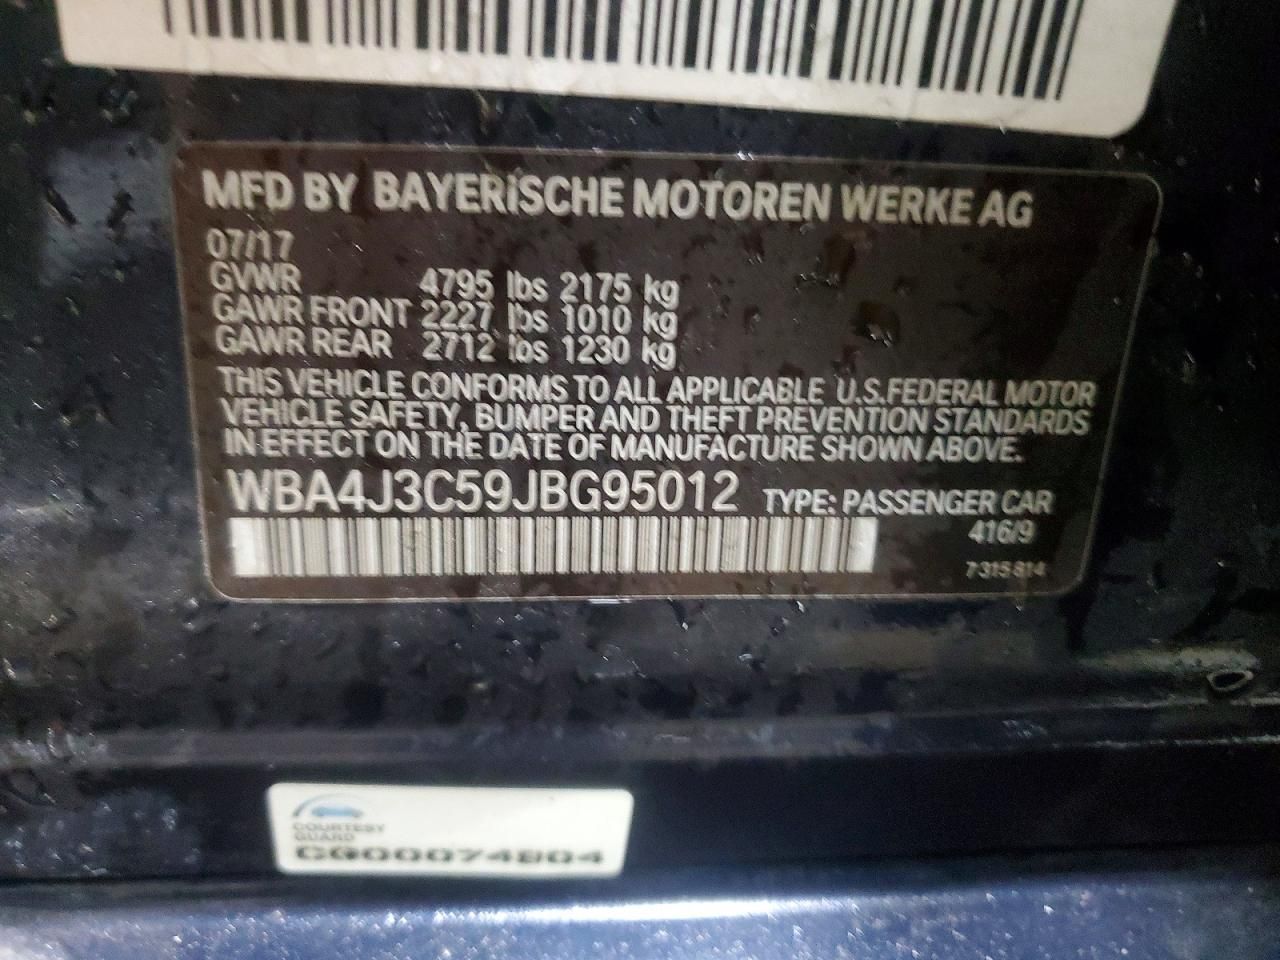 MFD BY BAYERISCHE MOTOREN WERKE AG
07/17
GVWR 4795 lbs 2175 kg
GAWR FRONT 2227 lbs 1010 kg
GAWR REAR 2712 lbs 1230 kg
THIS VEHICLE CONFORMS TO ALL APPLICABLE U.S.FEDERAL MOTOR
VEHICLE SAFETY, BUMPER AND THEFT PREVENTION STANDARDS
IN EFFECT ON THE DATE OF MANUFACTURE SHOWN ABOVE.
WBA4J3C59JBG95012 TYPE: PASSENGER CAR
416/9
7 315 814
COURTESY
GUARD
CG00074804